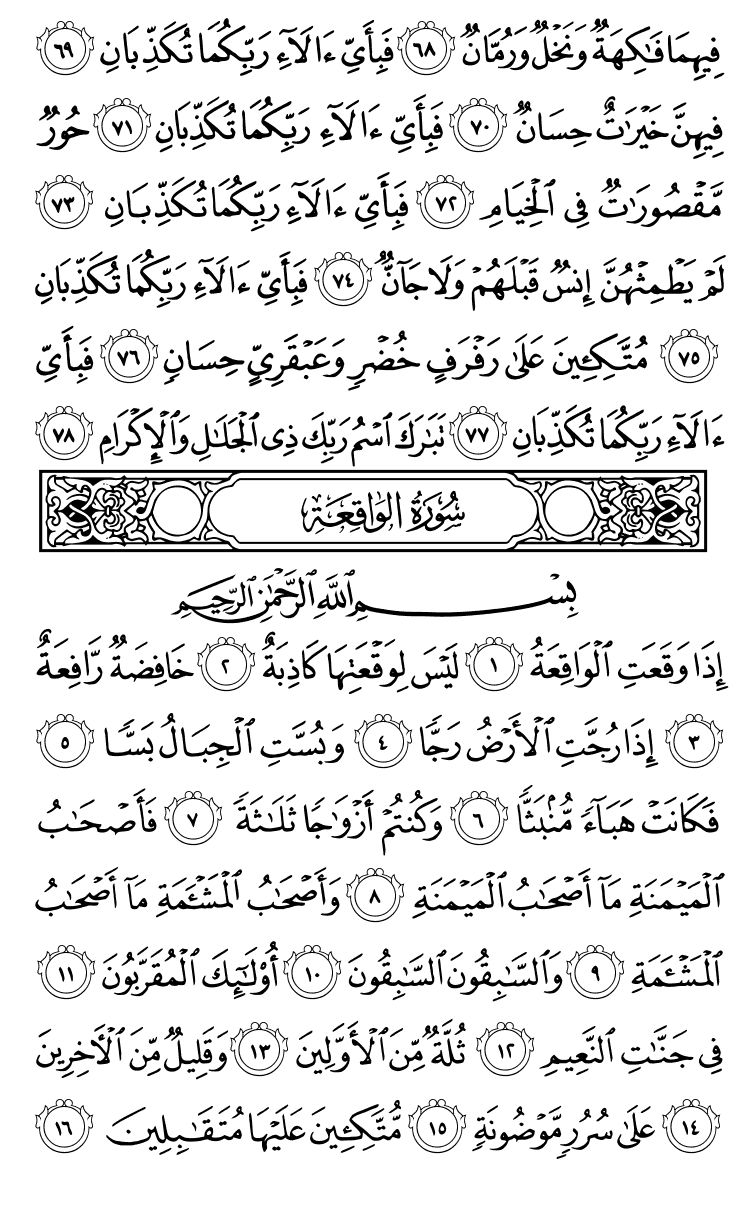 فِيهِمَا فَٰكِهَةٌ وَنَخْلٌ وَرُمَّانٌ ٦٨ فَبِأَيِّ ءَالَآءِ رَبِّكُمَا تُكَذِّبَانِ ٦٩
فِيهِنَّ خَيْرَٰتٌ حِسَانٌ ٧٠ فَبِأَيِّ ءَالَآءِ رَبِّكُمَا تُكَذِّبَانِ ٧١ حُورٌ
مَّقْصُورَٰتٌ فِي ٱلْخِيَامِ ٧٢ فَبِأَيِّ ءَالَآءِ رَبِّكُمَا تُكَذِّبَانِ ٧٣
لَمْ يَطْمِثْهُنَّ إِنسٌ قَبْلَهُمْ وَلَا جَآنٌّ ٧٤ فَبِأَيِّ ءَالَآءِ رَبِّكُمَا تُكَذِّبَانِ
٧٥ مُتَّكِـِٔينَ عَلَىٰ رَفْرَفٍ خُضْرٍ وَعَبْقَرِيٍّ حِسَانٍ ٧٦ فَبِأَيِّ
ءَالَآءِ رَبِّكُمَا تُكَذِّبَانِ ٧٧ تَبَٰرَكَ ٱسْمُ رَبِّكَ ذِي ٱلْجَلَٰلِ وَٱلْإِكْرَامِ ٧٨
سُورَةُ الوَاقِعَةِ
بِسْمِ ٱللَّهِ ٱلرَّحْمَٰنِ ٱلرَّحِيمِ
إِذَا وَقَعَتِ ٱلْوَاقِعَةُ ١ لَيْسَ لِوَقْعَتِهَا كَاذِبَةٌ ٢ خَافِضَةٌ رَّافِعَةٌ
٣ إِذَا رُجَّتِ ٱلْأَرْضُ رَجًّا ٤ وَبُسَّتِ ٱلْجِبَالُ بَسًّا ٥
فَكَانَتْ هَبَآءً مُّنۢبَثًّا ٦ وَكُنتُمْ أَزْوَٰجًا ثَلَٰثَةً ٧ فَأَصْحَٰبُ
ٱلْمَيْمَنَةِ مَآ أَصْحَٰبُ ٱلْمَيْمَنَةِ ٨ وَأَصْحَٰبُ ٱلْمَشْـَٔمَةِ مَآ أَصْحَٰبُ
ٱلْمَشْـَٔمَةِ ٩ وَٱلسَّٰبِقُونَ ٱلسَّٰبِقُونَ ١٠ أُوْلَٰٓئِكَ ٱلْمُقَرَّبُونَ ١١
فِي جَنَّٰتِ ٱلنَّعِيمِ ١٢ ثُلَّةٌ مِّنَ ٱلْأَوَّلِينَ ١٣ وَقَلِيلٌ مِّنَ ٱلْأَخِرِينَ
١٤ عَلَىٰ سُرُرٍ مَّوْضُونَةٍ ١٥ مُّتَّكِـِٔينَ عَلَيْهَا مُتَقَٰبِلِينَ ١٦